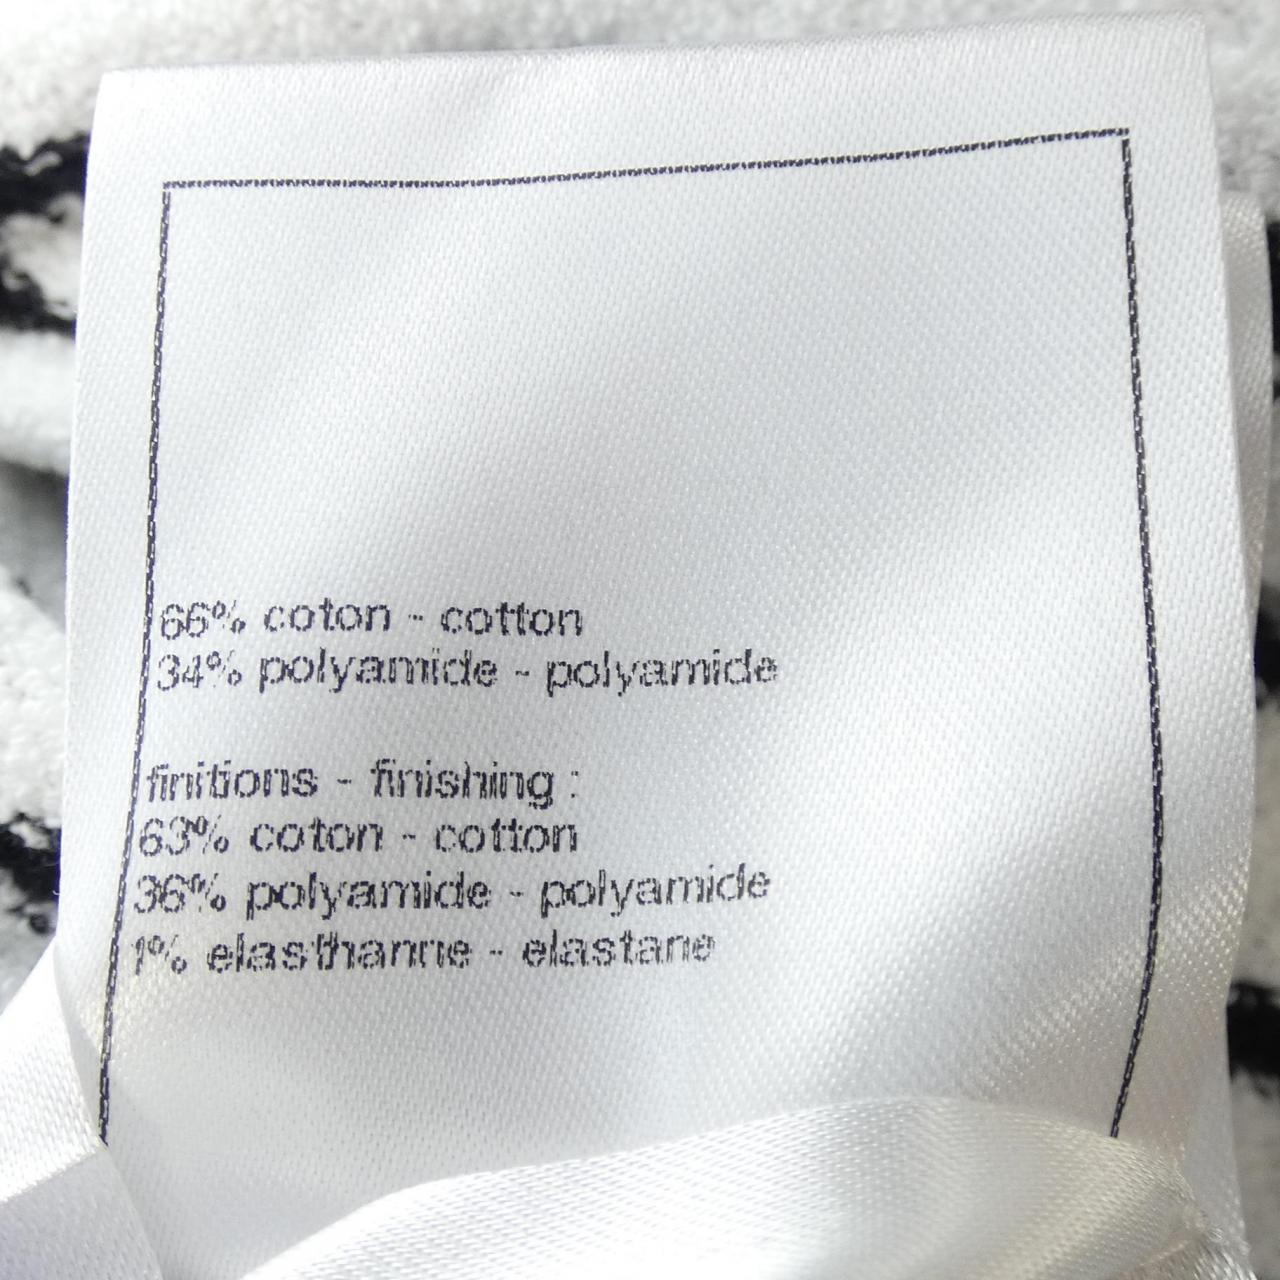 66% coton - cotton
34% polyamide - polyamide
finitions - finishing :
63% coton - cotton
36% polyamide - polyamide
1% elasthanne - elastane